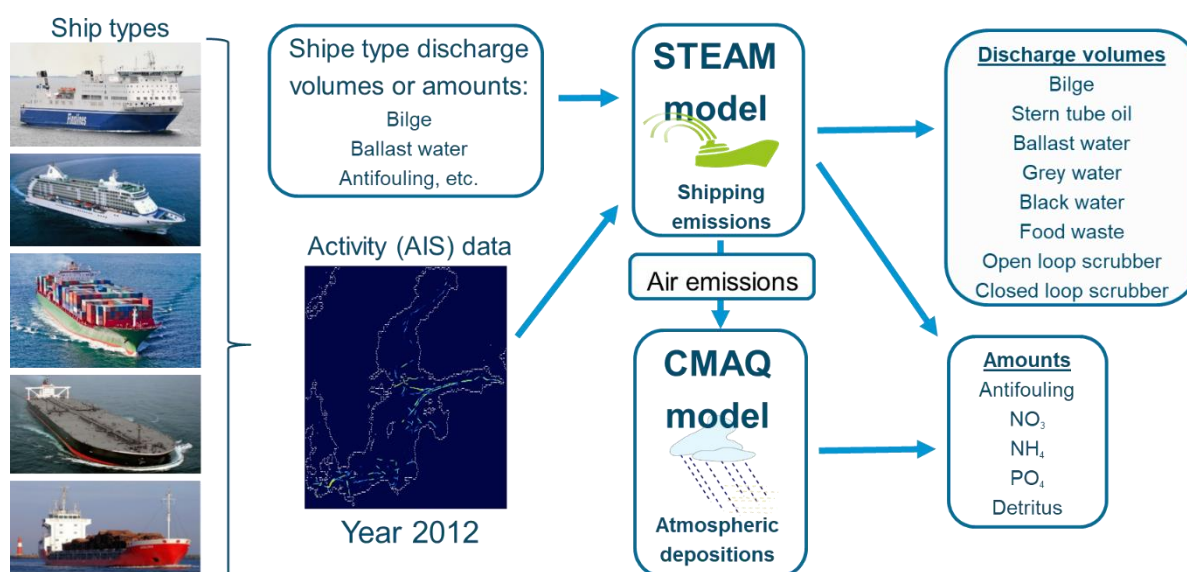 Ship types
Finnlines
Shipe type discharge
volumes or amounts:
Bilge
Ballast water
Antifouling, etc.
Activity (AIS) data
Year 2012
STEAM
model
Shipping
emissions
Air emissions
CMAQ
model
Atmospheric
depositions
Discharge volumes
Bilge
Stern tube oil
Ballast water
Grey water
Black water
Food waste
Open loop scrubber
Closed loop scrubber
Amounts
Antifouling
NO₃
NH₄
PO₄
Detritus